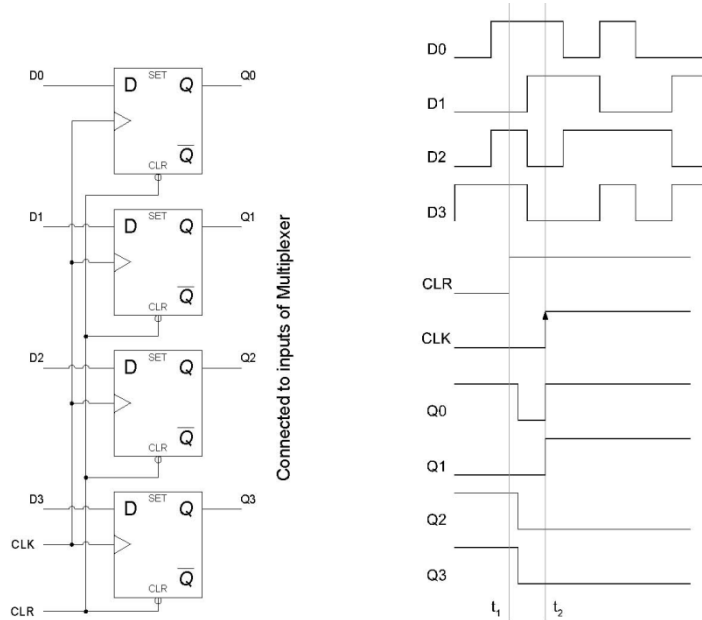 D0
SET
D
Q
Q0
Q
CLR
D1
SET
D
Q
Q1
Q
CLR
D2
SET
D
Q
Q2
Q
CLR
D3
SET
D
Q
Q3
CLK
Q
CLR
CLR
Connected to inputs of Multiplexer
D0
D1
D2
D3
CLR
CLK
Q0
Q1
Q2
Q3
t1
t2